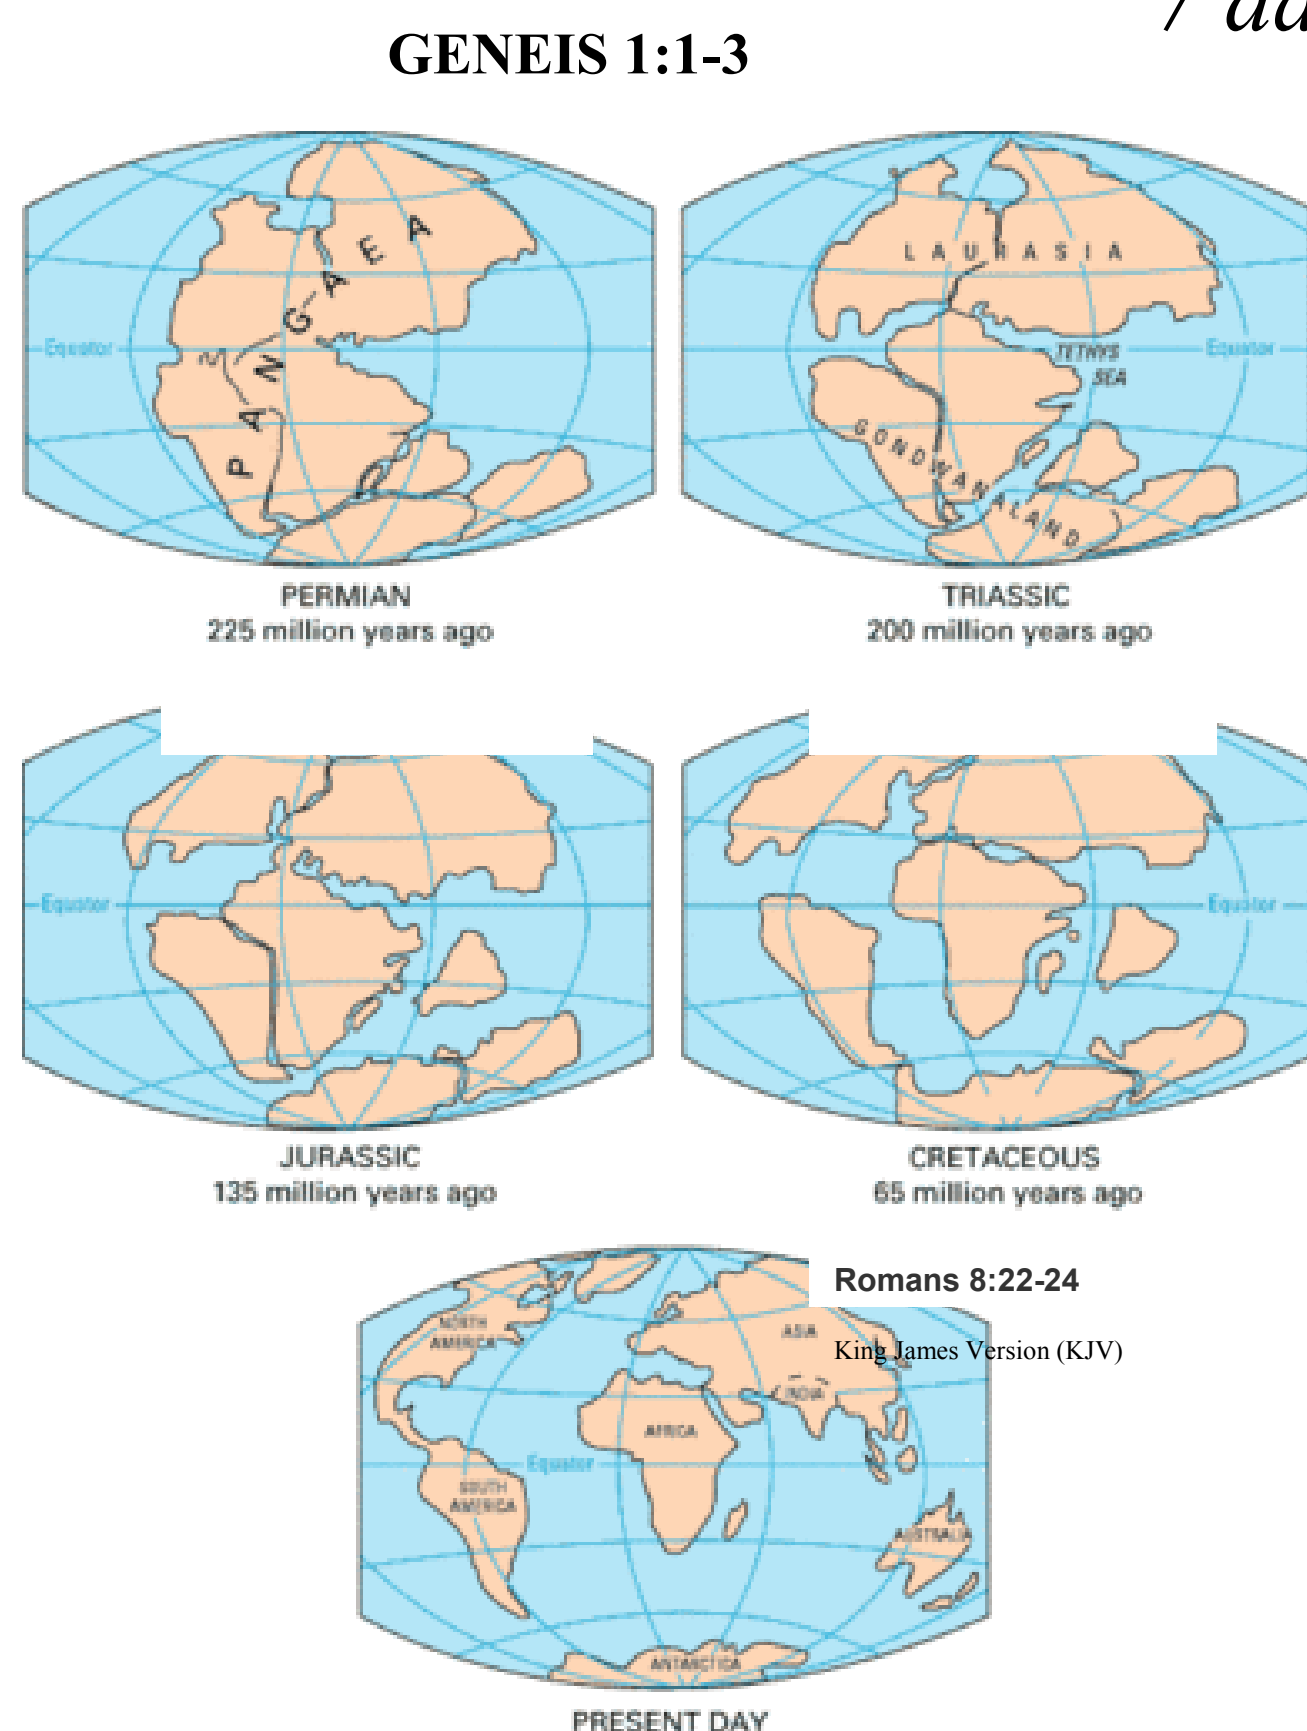 GENEIS 1:1-3
PANGAEA
Equator
PERMIAN
225 million years ago
LAURASIA
TETHYS
SEA
Equator
GONDWANALAND
TRIASSIC
200 million years ago
Equator
JURASSIC
135 million years ago
Equator
CRETACEOUS
65 million years ago
Romans 8:22-24
King James Version (KJV)
NORTH
AMERICA
ASIA
INDIA
AFRICA
Equator
SOUTH
AMERICA
AUSTRALIA
ANTARCTICA
PRESENT DAY